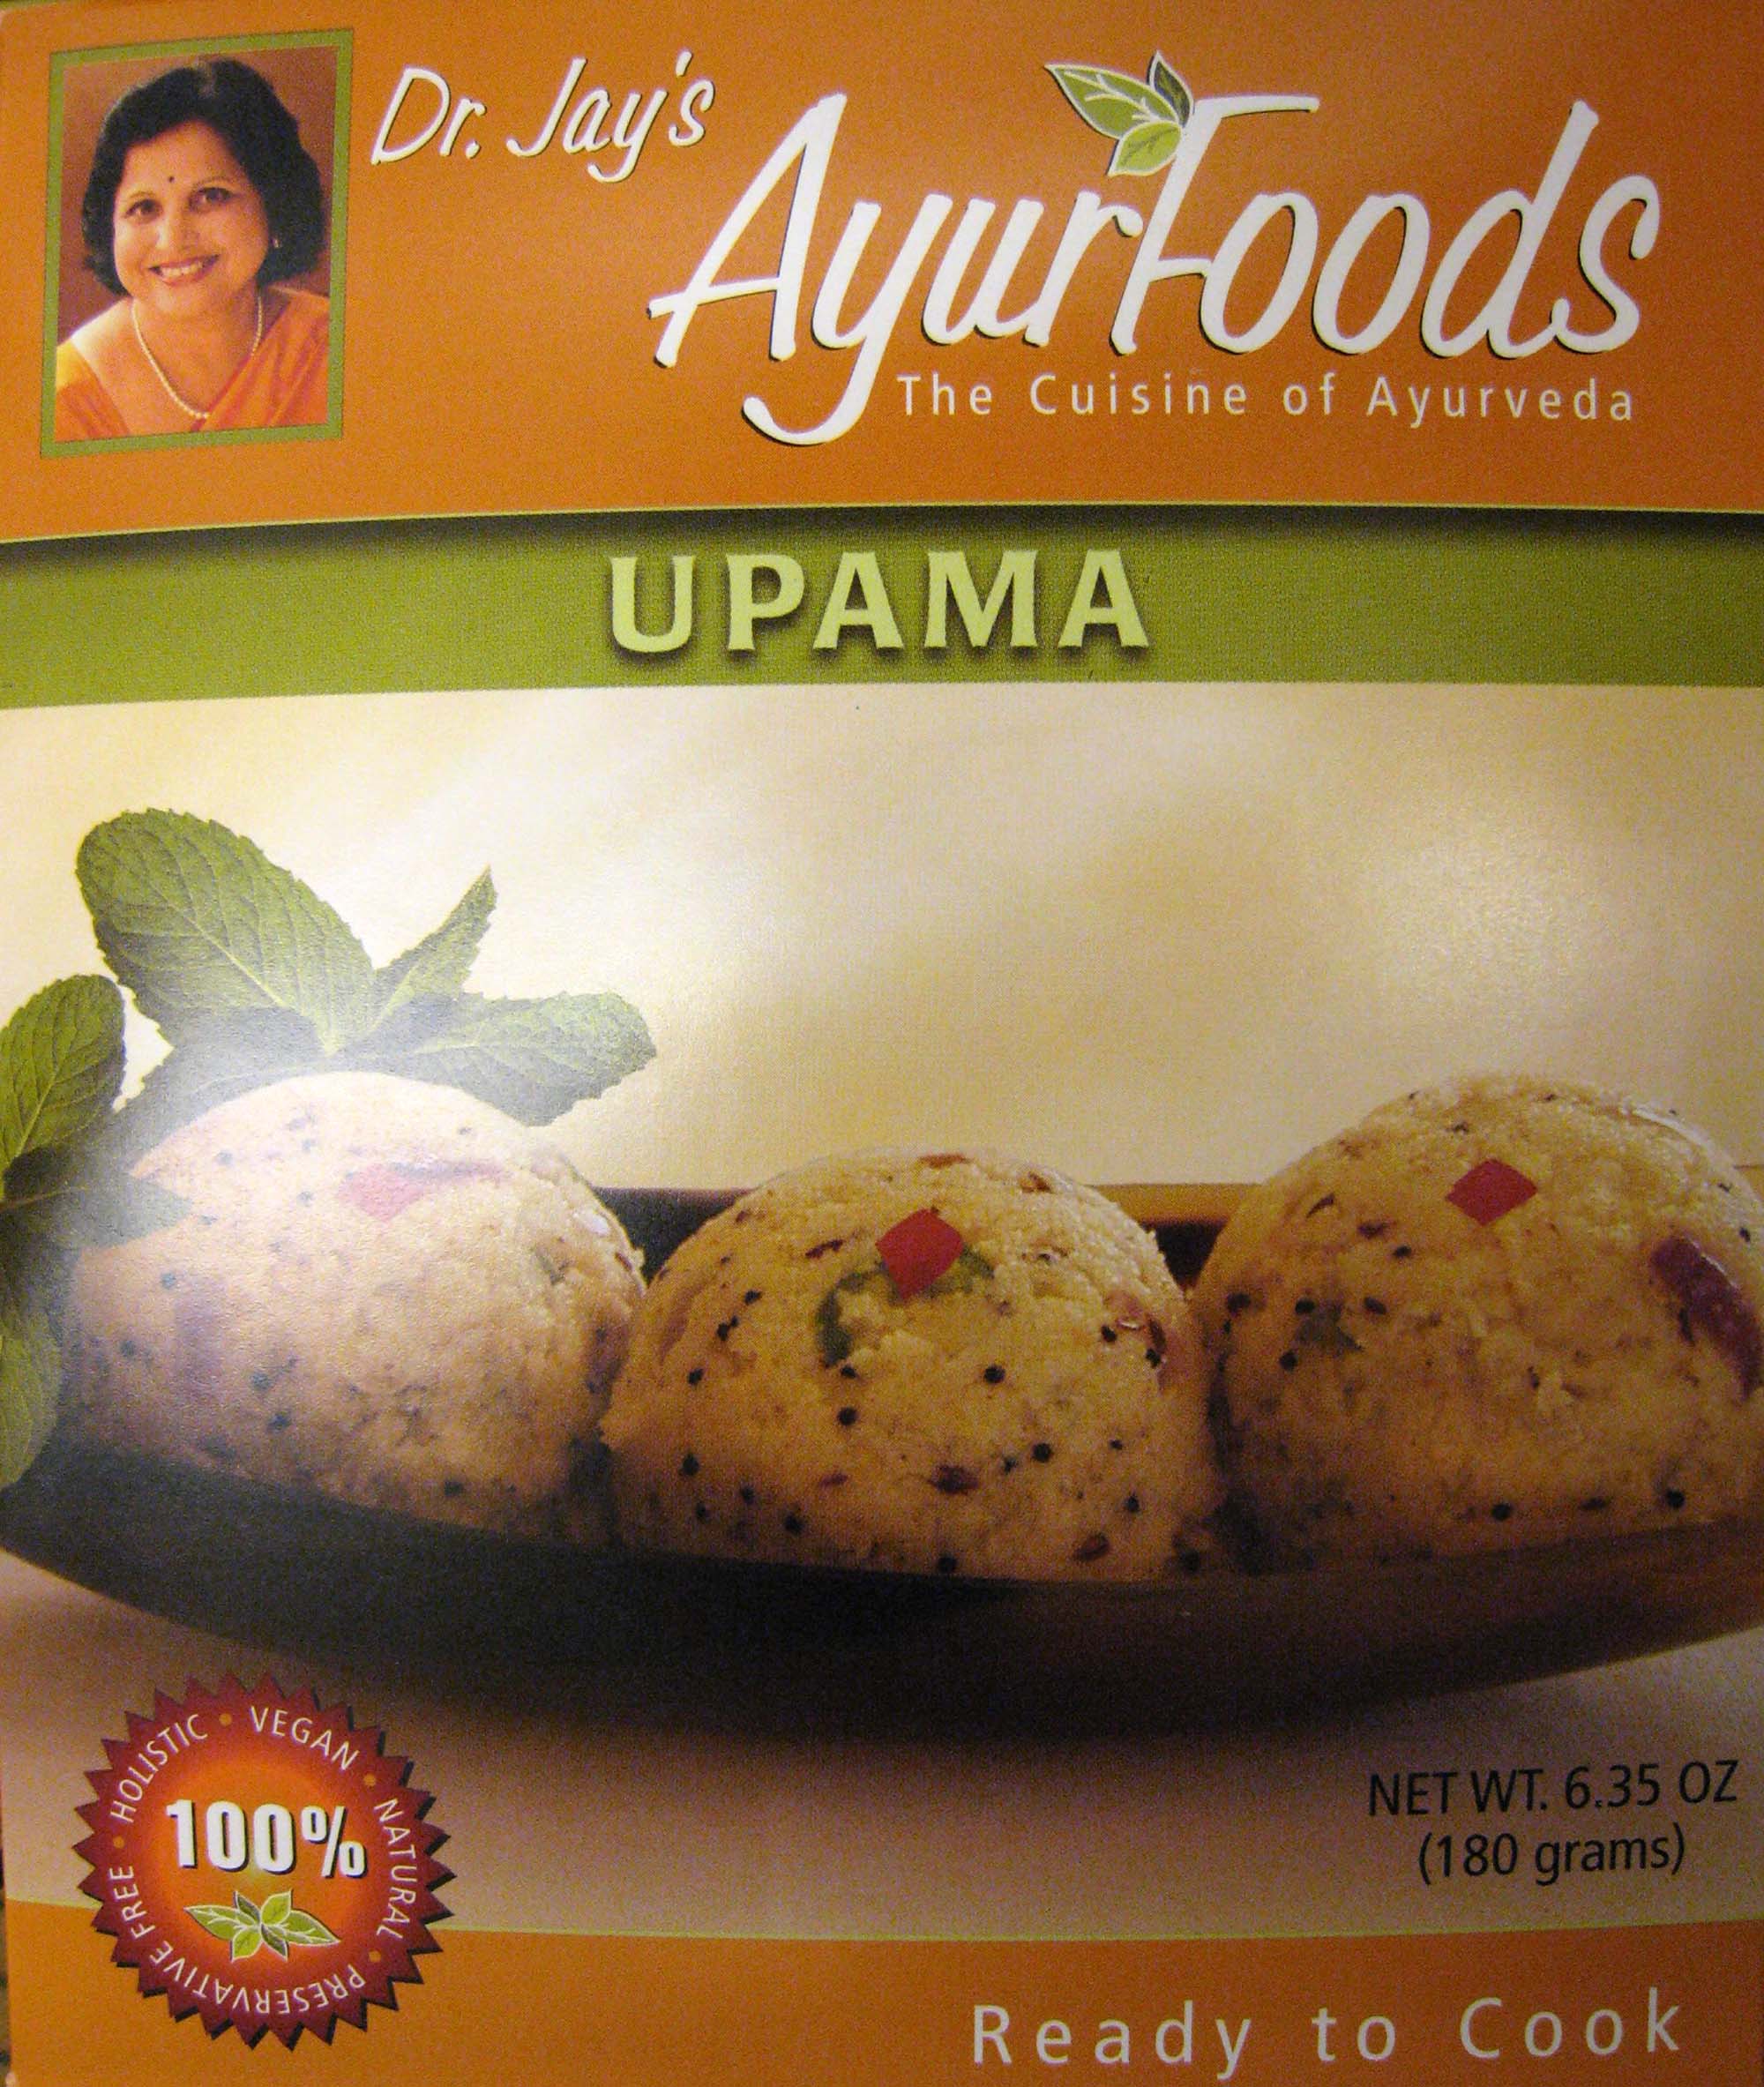 Dr. Jay's
AyurFoods
The Cuisine of Ayurveda
UPAMA
HOLISTIC • VEGAN • NATURAL • PRESERVATIVE FREE •
100%
NET WT. 6.35 OZ
(180 grams)
Ready to Cook